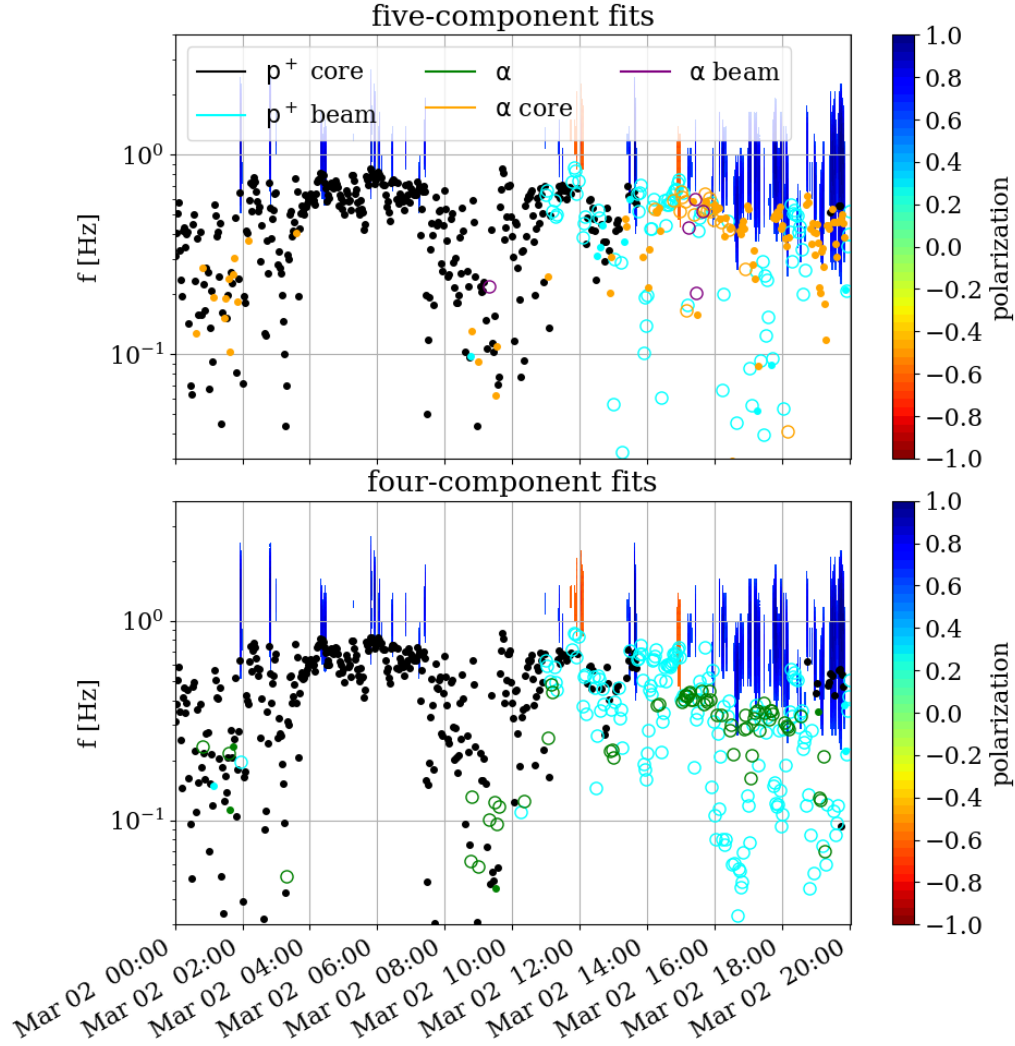 five-component fits
p⁺ core
α
α beam
p⁺ beam
α core
10⁰
10⁻¹
f [Hz]
1.0
0.8
0.6
0.4
0.2
0.0
−0.2
−0.4
−0.6
−0.8
−1.0
polarization
four-component fits
10⁰
10⁻¹
f [Hz]
1.0
0.8
0.6
0.4
0.2
0.0
−0.2
−0.4
−0.6
−0.8
−1.0
polarization
Mar 02 00:00
Mar 02 02:00
Mar 02 04:00
Mar 02 06:00
Mar 02 08:00
Mar 02 10:00
Mar 02 12:00
Mar 02 14:00
Mar 02 16:00
Mar 02 18:00
Mar 02 20:00